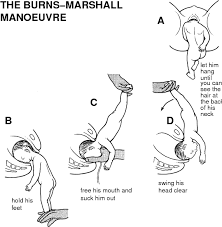 THE BURNS–MARSHALL
MANOEUVRE
A
let him
hang
until
you can
see the
hair at
the back
of his
neck
B
C
D
hold his
feet
free his mouth and
suck him out
swing his
head clear